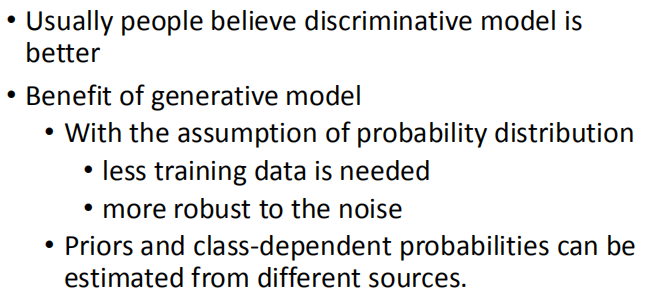 • Usually people believe discriminative model is
better
• Benefit of generative model
• With the assumption of probability distribution
• less training data is needed
• more robust to the noise
• Priors and class-dependent probabilities can be
estimated from different sources.